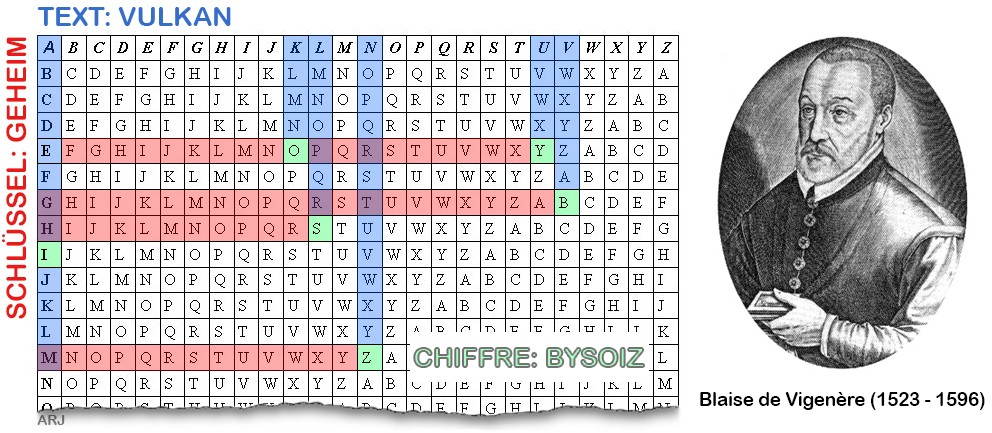 TEXT: VULKAN
SCHLÜSSEL: GEHEIM
A B C D E F G H I J K L M N O P Q R S T U V W X Y Z
B C D E F G H I J K L M N O P Q R S T U V W X Y Z A
C D E F G H I J K L M N O P Q R S T U V W X Y Z A B
D E F G H I J K L M N O P Q R S T U V W X Y Z A B C
E F G H I J K L M N O P Q R S T U V W X Y Z A B C D
F G H I J K L M N O P Q R S T U V W X Y Z A B C D E
G H I J K L M N O P Q R S T U V W X Y Z A B C D E F
H I J K L M N O P Q R S T U V W X Y Z A B C D E F G
I J K L M N O P Q R S T U V W X Y Z A B C D E F G H
J K L M N O P Q R S T U V W X Y Z A B C D E F G H I
K L M N O P Q R S T U V W X Y Z A B C D E F G H I J
L M N O P Q R S T U V W X Y Z A B C D E F G H I J K
M N O P Q R S T U V W X Y Z A L
CHIFFRE: BYSOIZ
N O P Q R S T U V W X Y Z A B C D E F G H I J K L M
ARJ
Blaise de Vigenère (1523 - 1596)